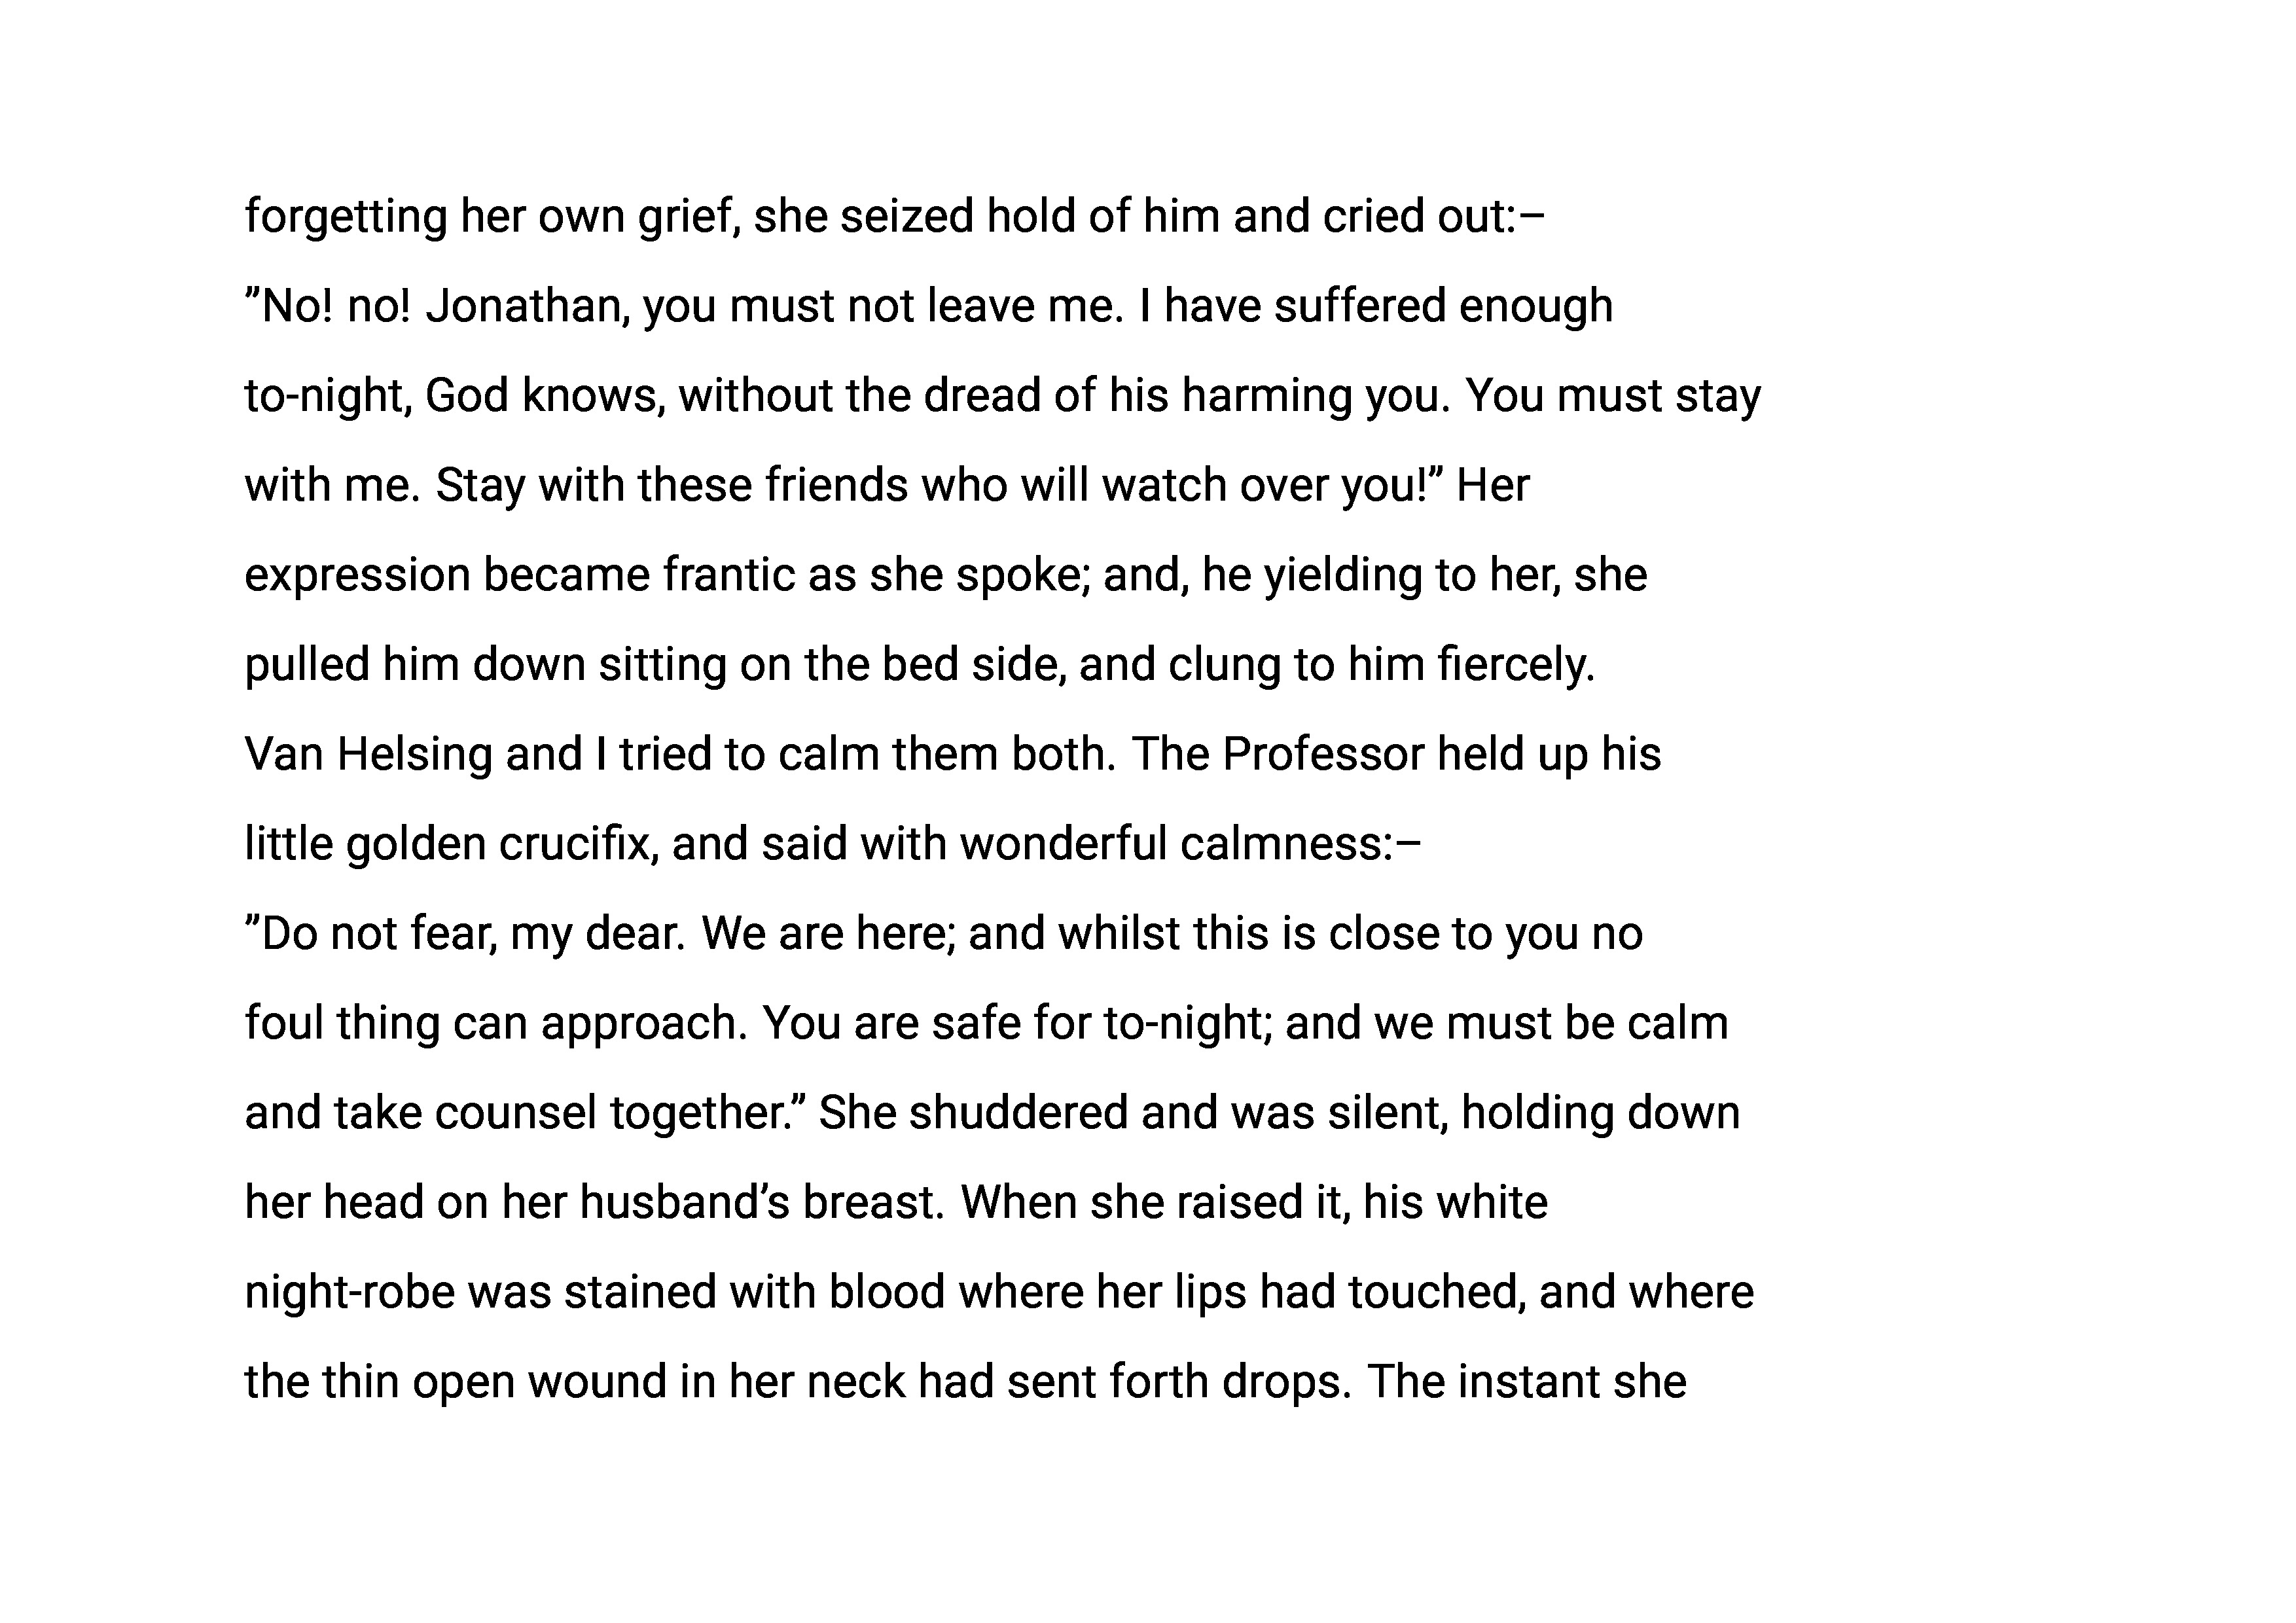 forgetting her own grief, she seized hold of him and cried out:–
”No! no! Jonathan, you must not leave me. I have suffered enough
to-night, God knows, without the dread of his harming you. You must stay
with me. Stay with these friends who will watch over you!” Her
expression became frantic as she spoke; and, he yielding to her, she
pulled him down sitting on the bed side, and clung to him fiercely.
Van Helsing and I tried to calm them both. The Professor held up his
little golden crucifix, and said with wonderful calmness:–
”Do not fear, my dear. We are here; and whilst this is close to you no
foul thing can approach. You are safe for to-night; and we must be calm
and take counsel together.” She shuddered and was silent, holding down
her head on her husband’s breast. When she raised it, his white
night-robe was stained with blood where her lips had touched, and where
the thin open wound in her neck had sent forth drops. The instant she